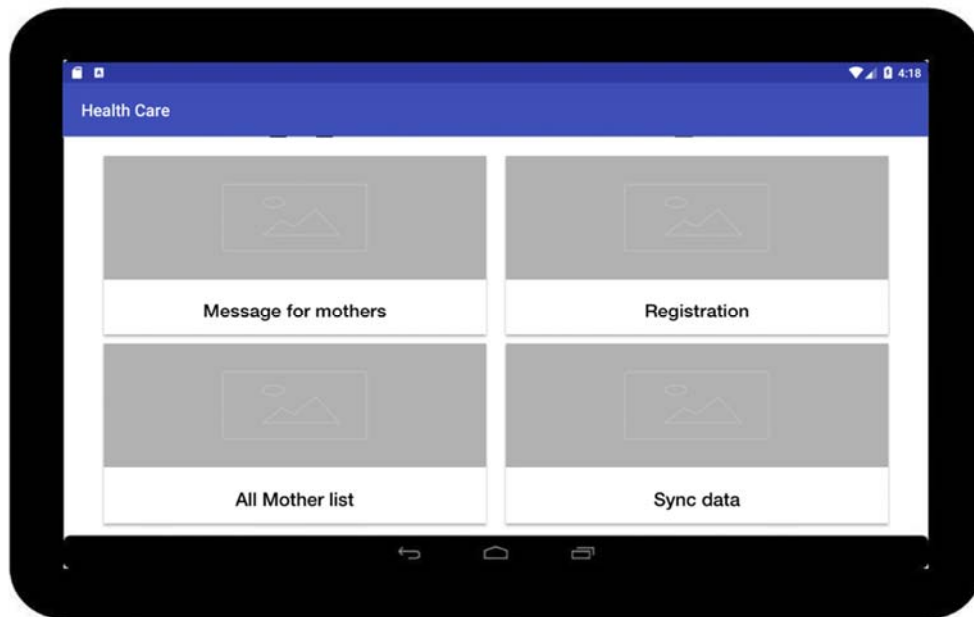 4:18
Health Care
Message for mothers
Registration
All Mother list
Sync data